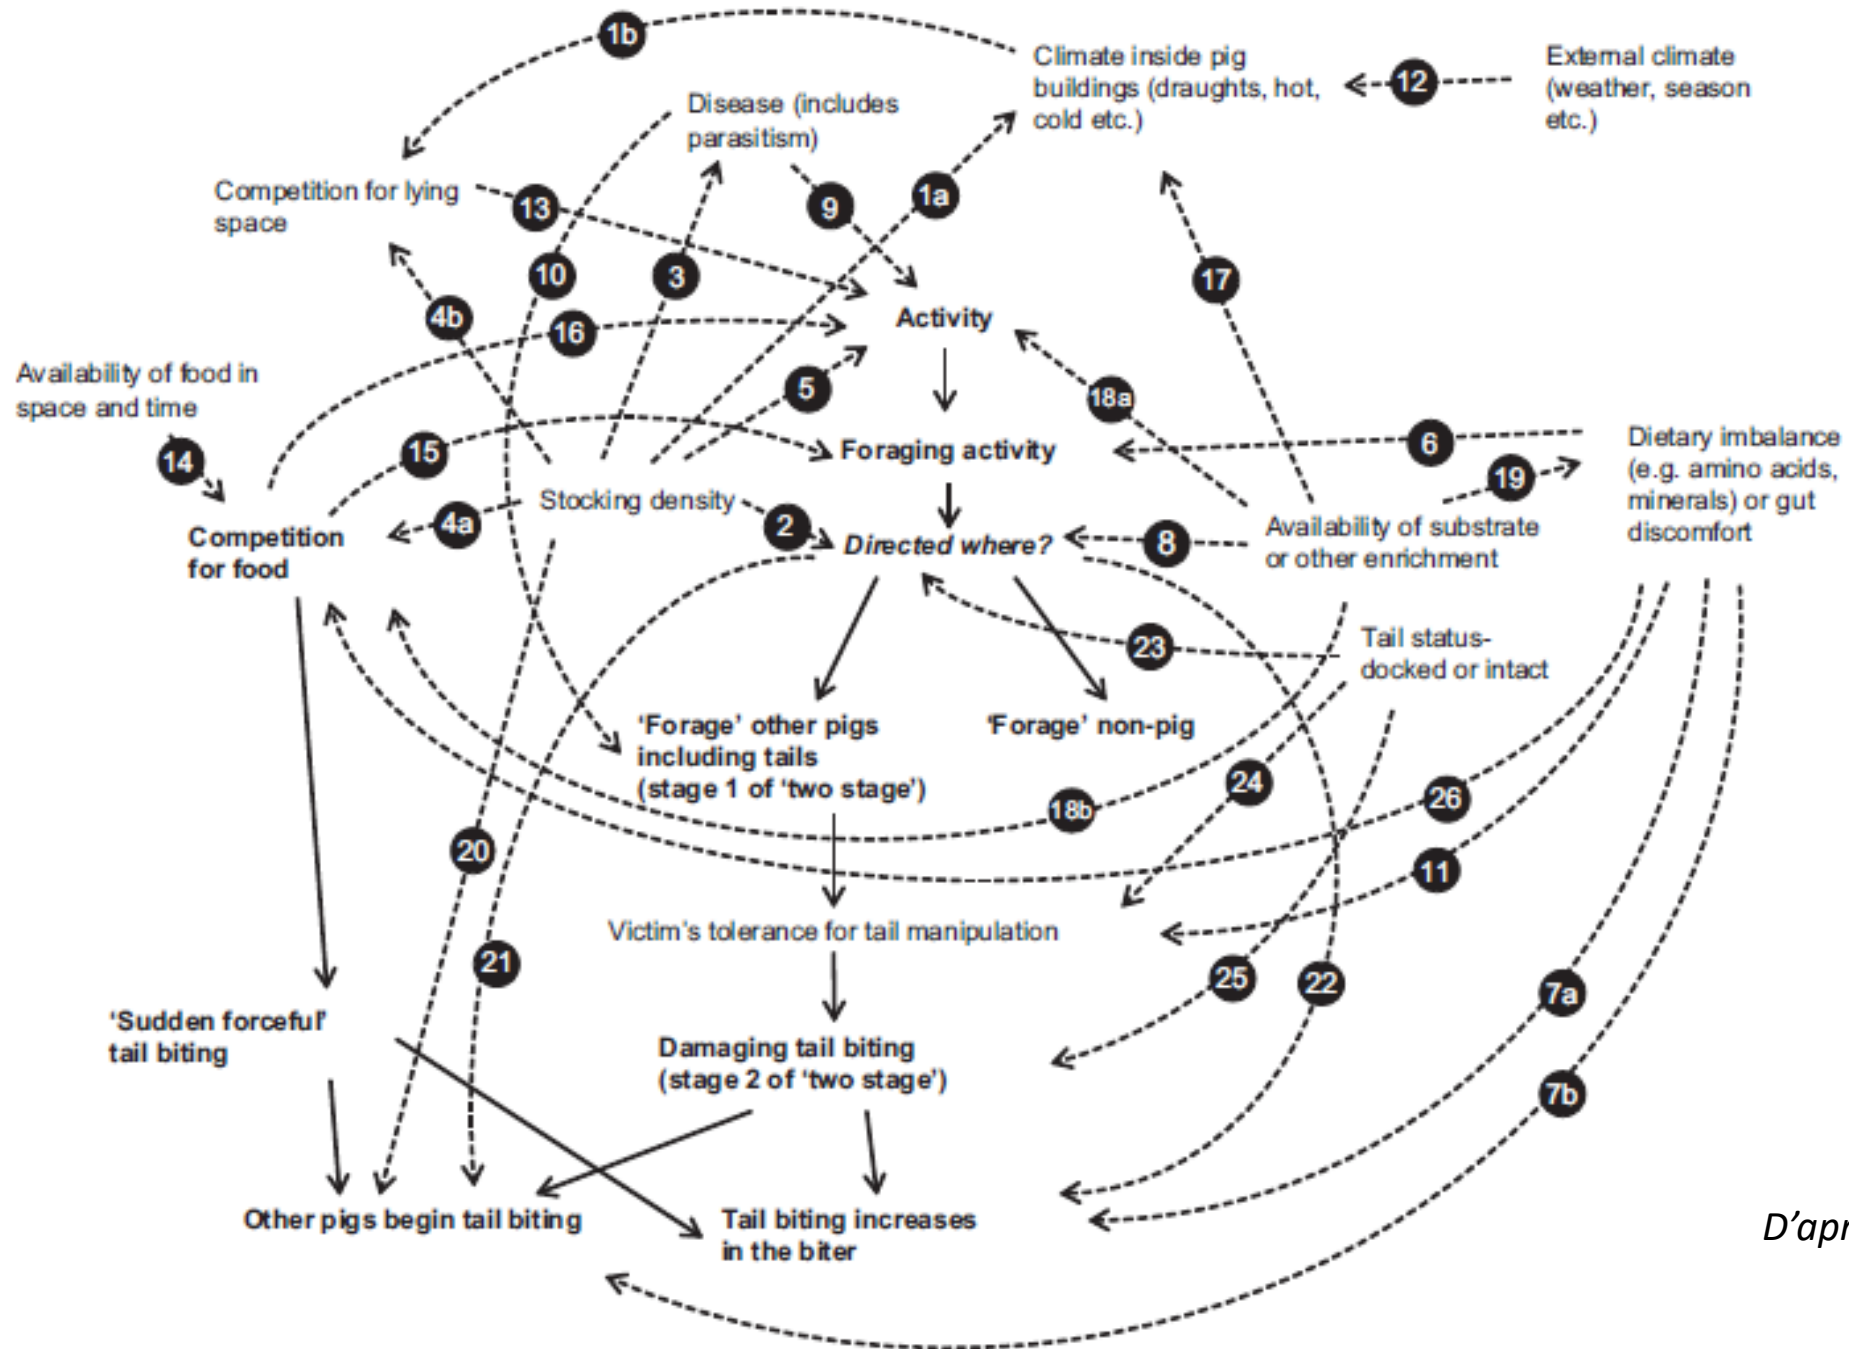 1b
Climate inside pig
buildings (draughts, hot,
cold etc.)
12
External climate
(weather, season
etc.)
Disease (includes
parasitism)
Competition for lying
space
13
9
1a
10
3
17
4b
16
Activity
Availability of food in
space and time
5
18a
14
15
Foraging activity
6
19
Dietary imbalance
(e.g. amino acids,
minerals) or gut
discomfort
Stocking density
4a
2
Competition
for food
Directed where?
8
Availability of substrate
or other enrichment
23
Tail status-
docked or intact
'Forage' other pigs
including tails
(stage 1 of 'two stage')
'Forage' non-pig
24
18b
26
20
11
Victim's tolerance for tail manipulation
21
25
22
7a
'Sudden forceful'
tail biting
Damaging tail biting
(stage 2 of 'two stage')
7b
Other pigs begin tail biting
Tail biting increases
in the biter
D'apr